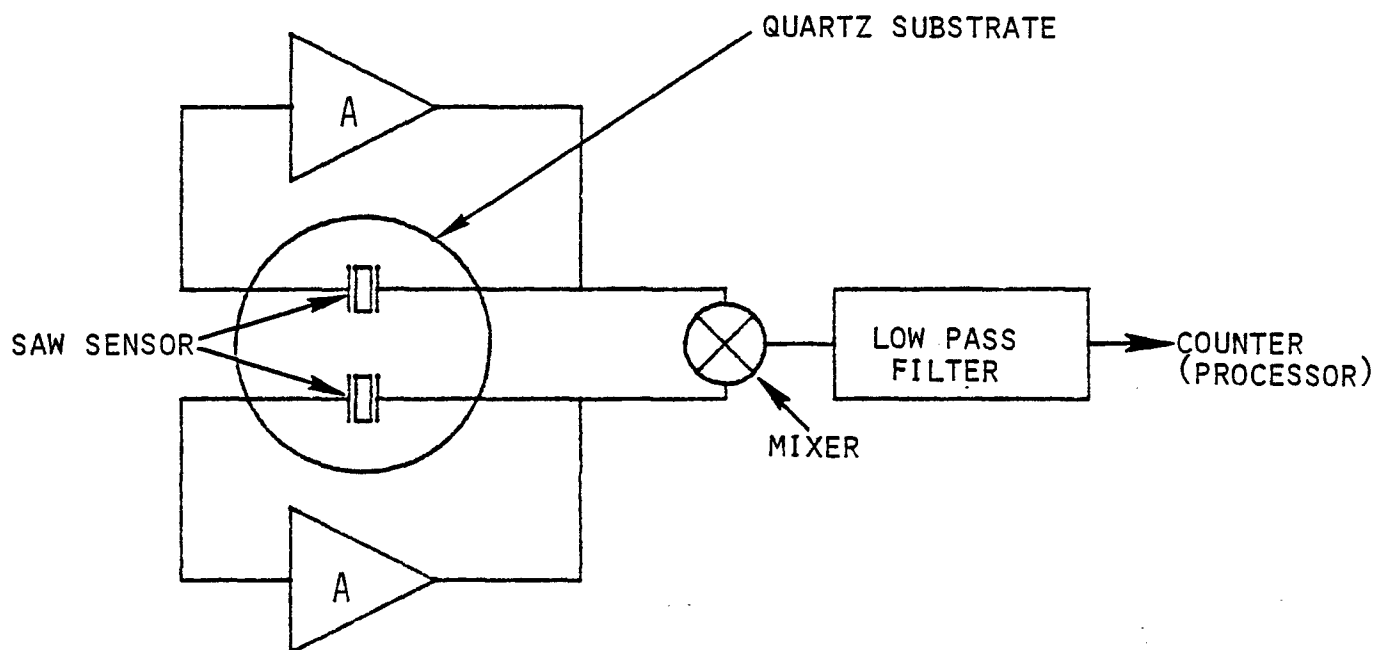 QUARTZ SUBSTRATE
A
SAW SENSOR
LOW PASS
FILTER
COUNTER
(PROCESSOR)
MIXER
A